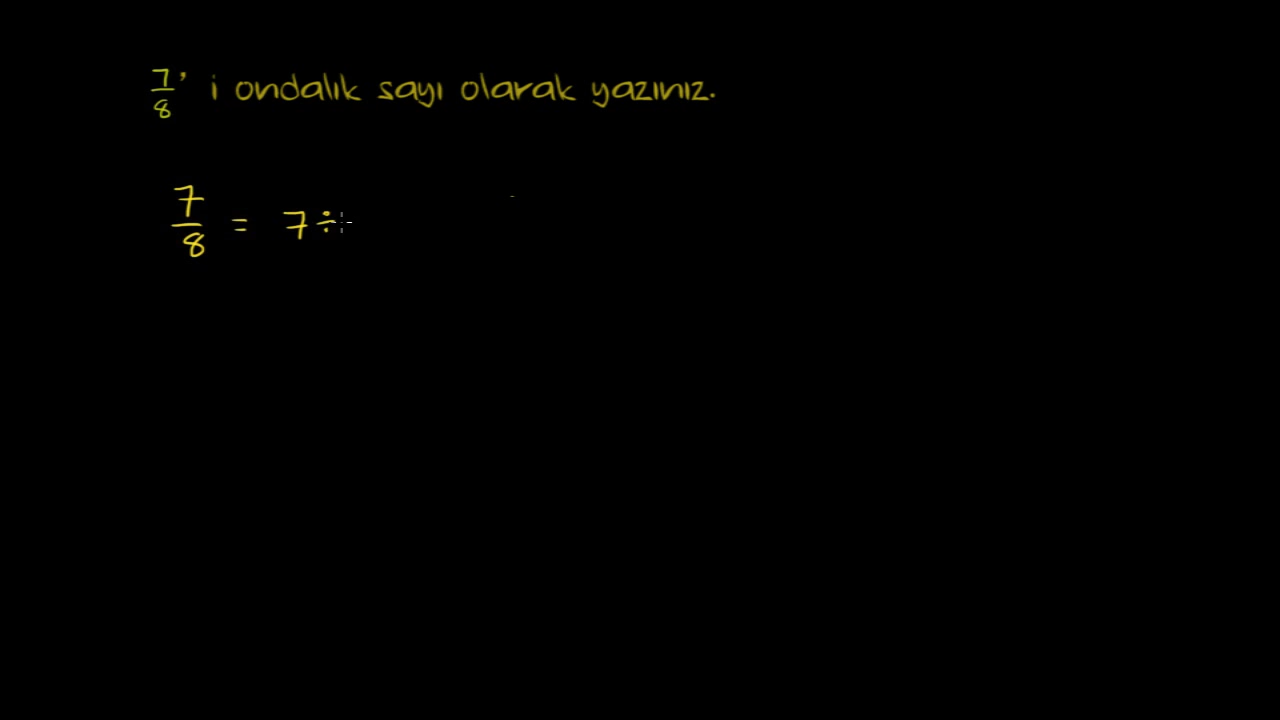 7/8' i ondalık sayı olarak yazınız.
7/8 = 7÷